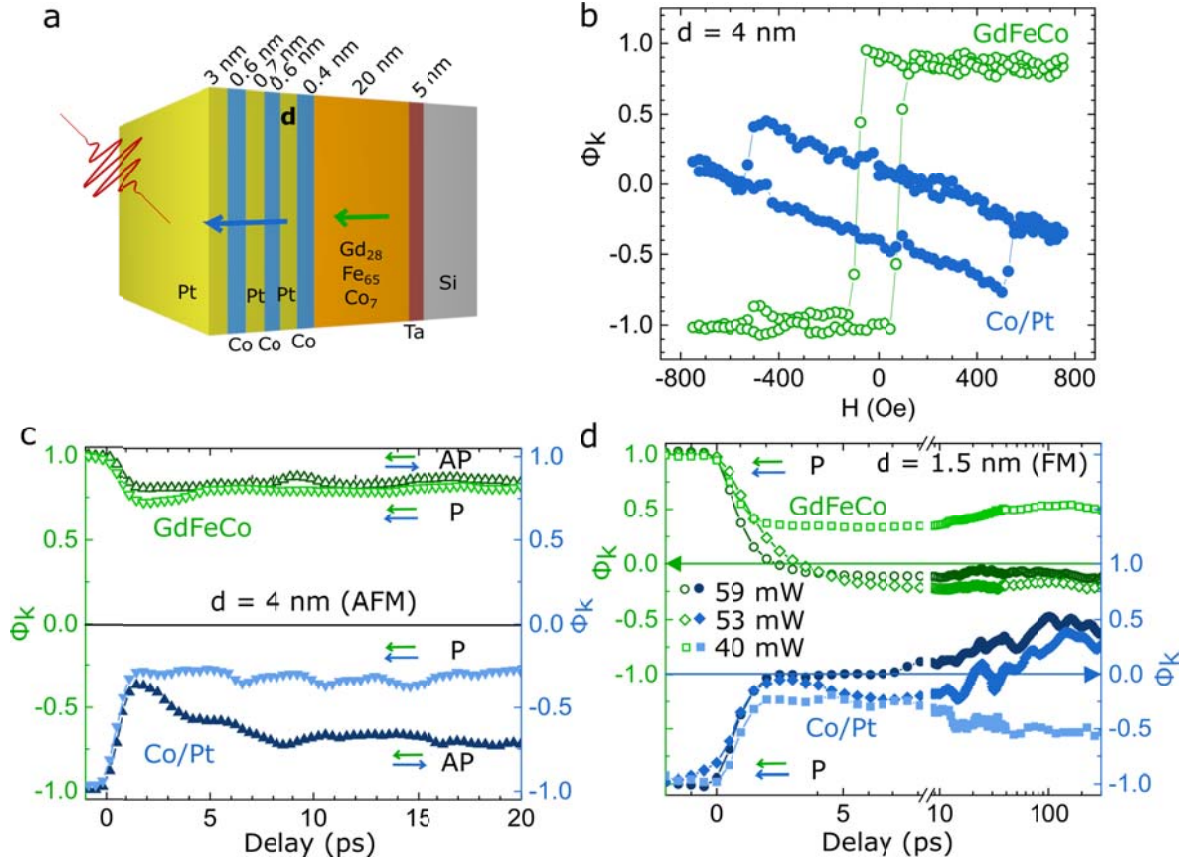 a
3 nm
0.6 nm
0.7 nm
0.6 nm
0.4 nm
20 nm
5 nm
d
Gd28
Fe65
Co7
Pt
Pt
Pt
Si
Co
Co
Co
Ta
b
d = 4 nm
GdFeCo
Co/Pt
Φk
1.0
0.5
0.0
-0.5
-1.0
-800
-400
0
400
800
H (Oe)
c
AP
P
GdFeCo
d = 4 nm (AFM)
P
Co/Pt
AP
Φk
1.0
0.5
0.0
-0.5
-1.0
Φk
1.0
0.5
0.0
-0.5
-1.0
0
5
10
15
20
Delay (ps)
d
P
d = 1.5 nm (FM)
GdFeCo
59 mW
53 mW
40 mW
Co/Pt
P
Φk
1.0
0.5
0.0
-0.5
-1.0
1.0
0.5
0.0
-0.5
-1.0
Φk
0
5
10
100
Delay (ps)